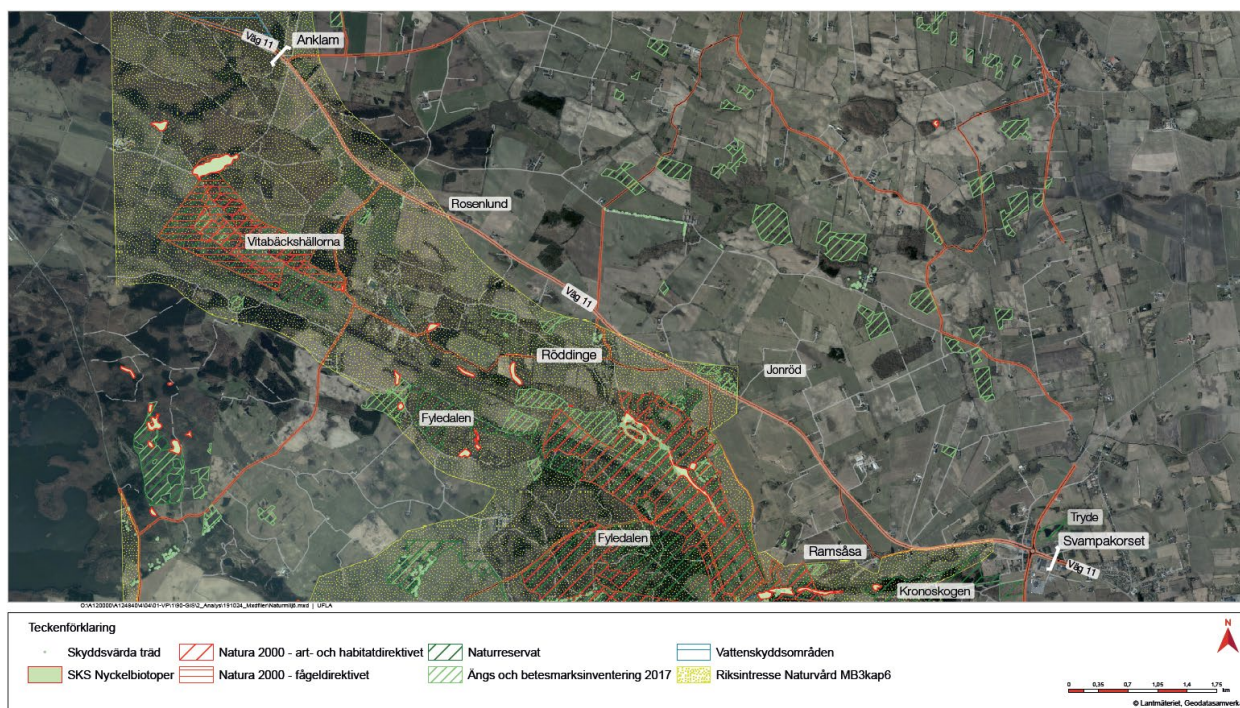 Anklam
Väg 11
Rosenlund
Vitabäckshällorna
Väg 11
Röddinge
Jonröd
Fyledalen
Fyledalen
Tryde
Svampakorset
Ramsåsa
Väg 11
Kronoskogen
Teckenförklaring
Skyddsvärda träd
Natura 2000 - art- och habitatdirektivet
Naturreservat
Vattenskyddsområden
SKS Nyckelbiotoper
Natura 2000 - fågeldirektivet
Ängs och betesmarksinventering 2017
Riksintresse Naturvård MB3kap6
N
0 0,35 0,7 1,05 1,4 1,75
km
© Lantmäteriet, Geodatasamverk